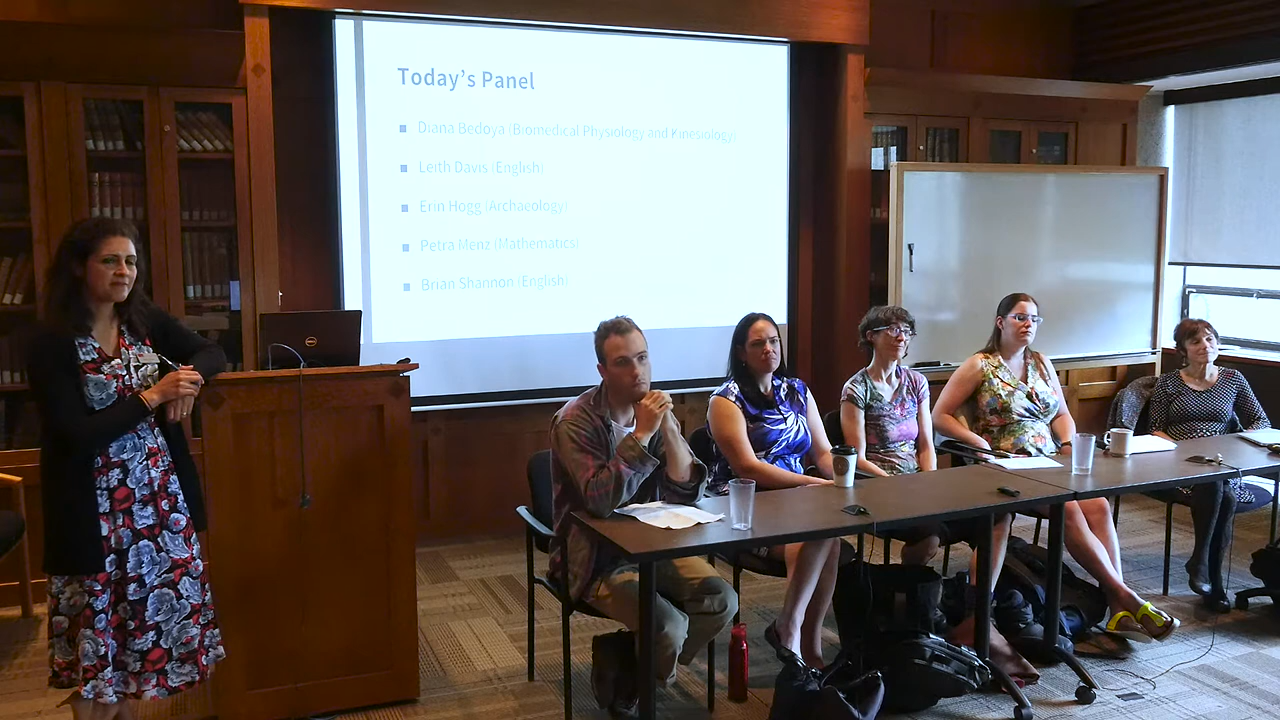 Today's Panel
Diana Bedoya (Biomedical Physiology and Kinesiology)
Leith Davis (English)
Erin Hogg (Archaeology)
Petra Menz (Mathematics)
Brian Shannon (English)
DELL